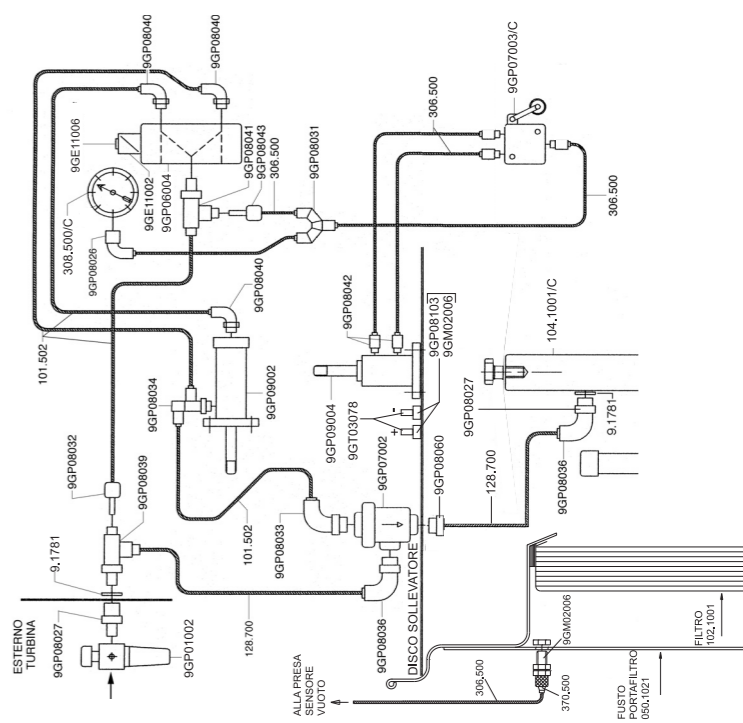 9GP08040
9GP08040
9GE11006
9GE11002
9GP06004
9GP08041
9GP08043
306.500
9GP08031
308.500/C
9GP08026
306.500
9GP07003/C
306.500
101.502
9GP08040
9GP08034
9GP09002
9GP08032
9GP08039
9.1781
ESTERNO
TURBINA
9GP08027
9GP01002
128.700
101.502
9GP08033
9GP08036
9GP07002
9GP08060
DISCO SOLLEVATORE
9GP08042
9GP09004
9GT03078
+
-
9GP08103
9GM02006
104.1001/C
9GP08027
9.1781
9GP08036
128.700
ALLA PRESA
SENSORE
VUOTO
306,500
370,500
9GM02006
FUSTO
PORTAFILTRO
050.1021
FILTRO
102.1001